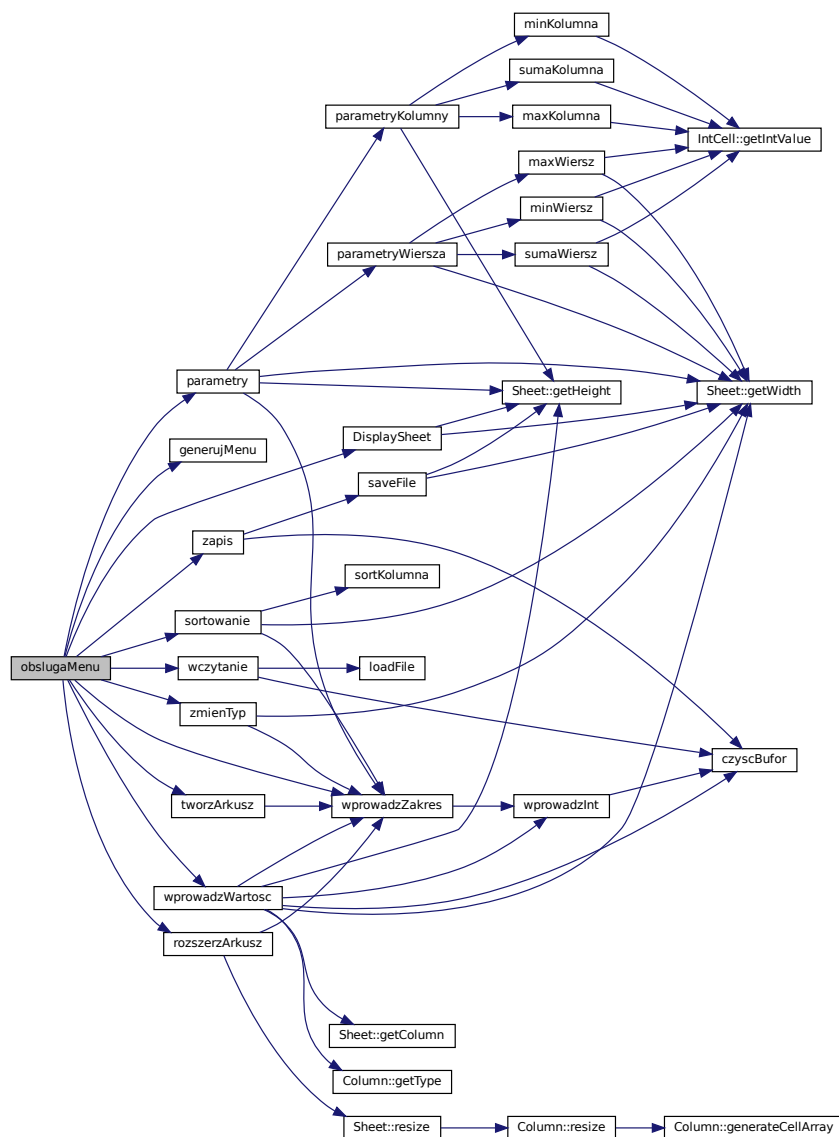 minKolumna
sumaKolumna
parametryKolumny
maxKolumna
IntCell::getIntValue
maxWiersz
minWiersz
parametryWiersza
sumaWiersz
parametry
Sheet::getHeight
Sheet::getWidth
DisplaySheet
generujMenu
saveFile
zapis
sortKolumna
sortowanie
obslugaMenu
wczytanie
loadFile
zmienTyp
czyscBufor
tworzArkusz
wprowadzZakres
wprowadzInt
wprowadzWartosc
rozszerzArkusz
Sheet::getColumn
Column::getType
Sheet::resize
Column::resize
Column::generateCellArray